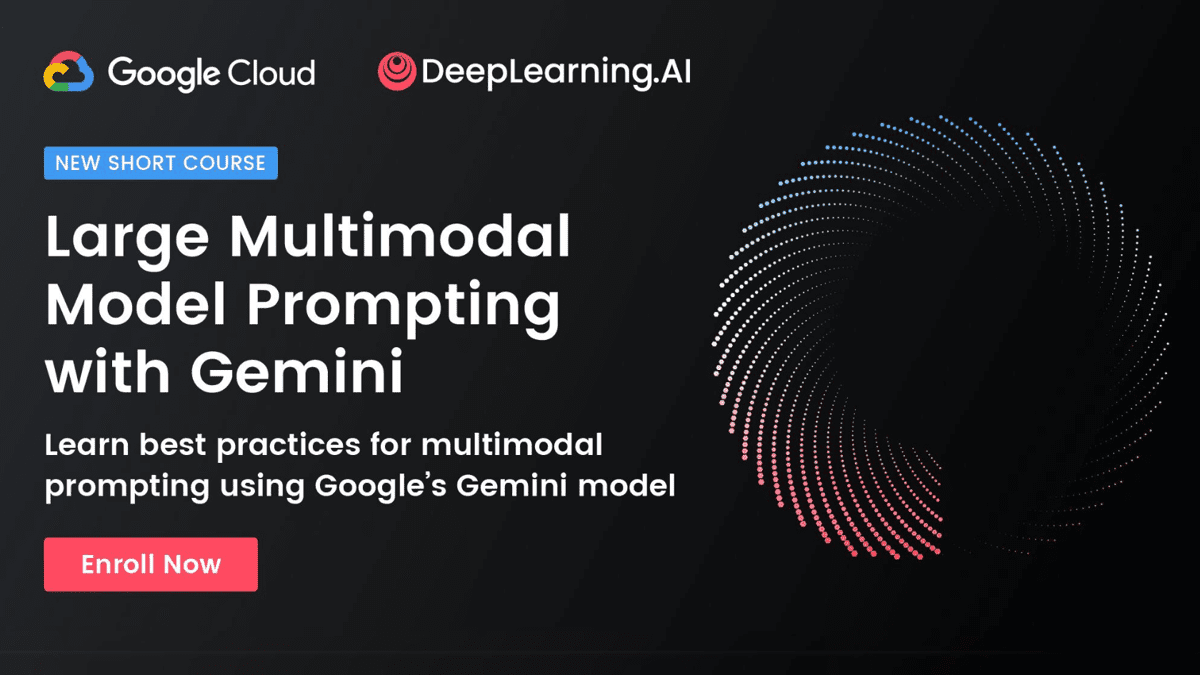 Google Cloud
DeepLearning.AI
NEW SHORT COURSE
Large Multimodal
Model Prompting
with Gemini
Learn best practices for multimodal
prompting using Google’s Gemini model
Enroll Now